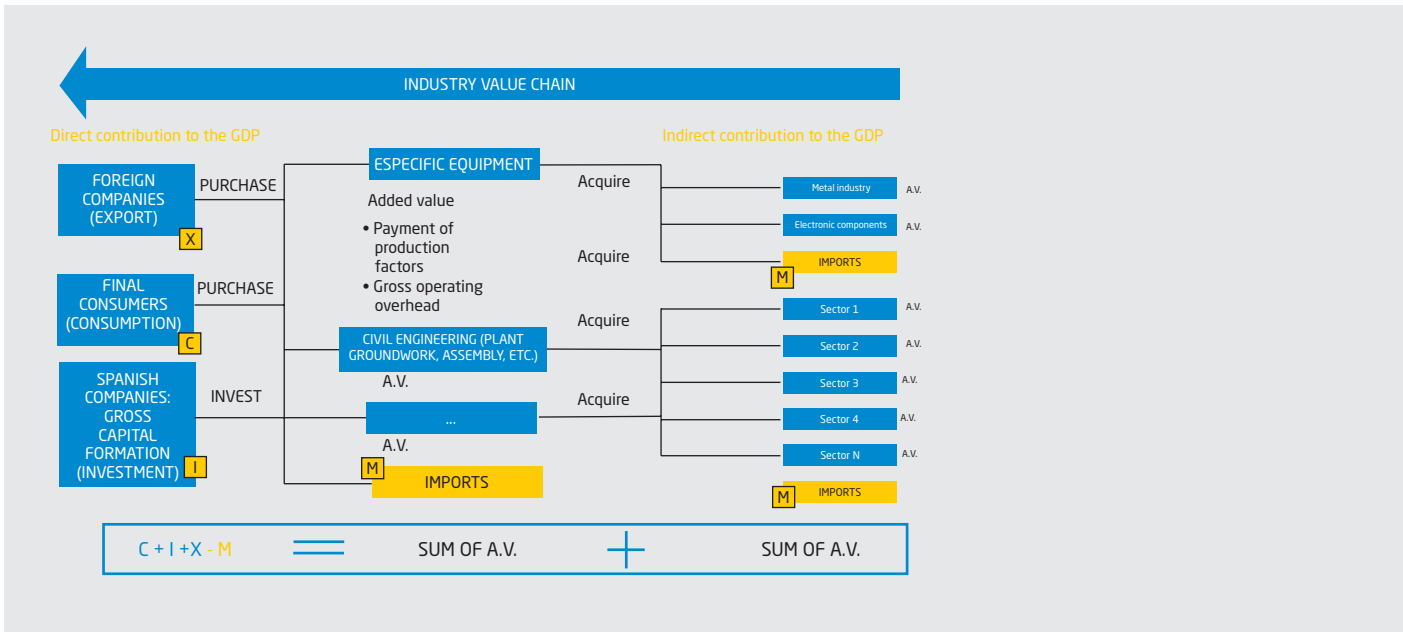 INDUSTRY VALUE CHAIN
Direct contribution to the GDP
Indirect contribution to the GDP
FOREIGN
COMPANIES
(EXPORT)
X
PURCHASE
FINAL
CONSUMERS
(CONSUMPTION)
C
PURCHASE
SPANISH
COMPANIES:
GROSS
CAPITAL
FORMATION
(INVESTMENT)
I
INVEST
ESPECIFIC EQUIPMENT
Added value
• Payment of
production
factors
• Gross operating
overhead
CIVIL ENGINEERING (PLANT
GROUNDWORK, ASSEMBLY, ETC.)
A.V.
...
A.V.
M
IMPORTS
Acquire
Acquire
Acquire
Acquire
Metal industry A.V.
Electronic components A.V.
IMPORTS
M
Sector 1 A.V.
Sector 2 A.V.
Sector 3 A.V.
Sector 4 A.V.
Sector N A.V.
M IMPORTS
C + I +X - M = SUM OF A.V. + SUM OF A.V.